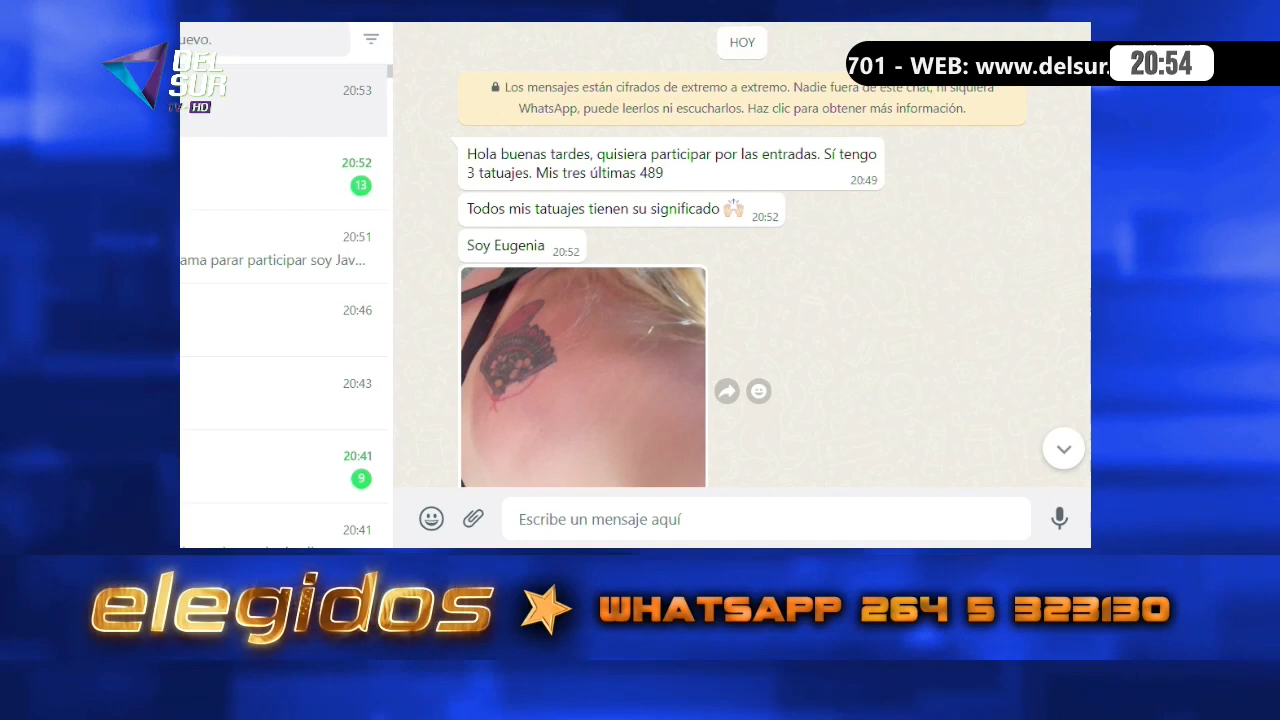 uevo.
DEL
SUR
TV - HD
HOY
701 - WEB: www.delsur.
20:54
20:53
Los mensajes están cifrados de extremo a extremo. Nadie fuera de este chat, ni siquiera
WhatsApp, puede leerlos ni escucharlos. Haz clic para obtener más información.
20:52
13
Hola buenas tardes, quisiera participar por las entradas. Sí tengo
3 tatuajes. Mis tres últimas 489
20:49
Todos mis tatuajes tienen su significado 🙌🏻
20:52
Soy Eugenia
20:52
20:51
ama parar participar soy Jav...
20:46
20:43
20:41
9
20:41
Escribe un mensaje aquí
elegidos
WHATSAPP 264 5 323130